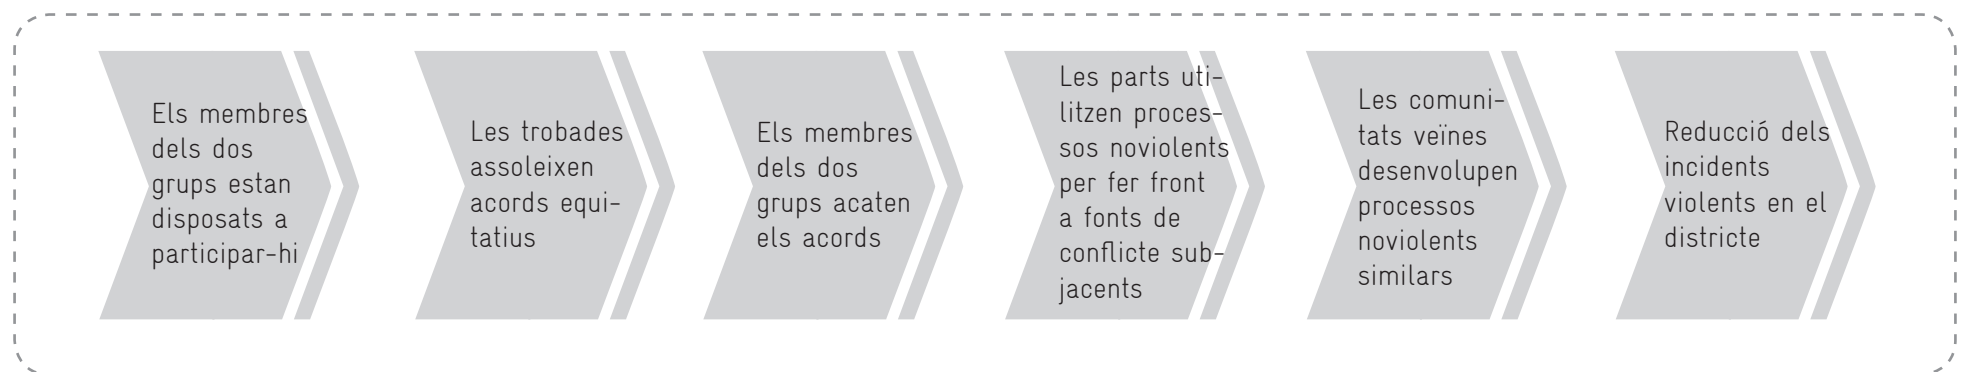 Els membres
dels dos
grups estan
disposats a
participar-hi
Les trobades
assoleixen
acords equi-
tatius
Els membres
dels dos
grups acaten
els acords
Les parts uti-
litzen proces-
sos noviolents
per fer front
a fonts de
conflicte sub-
jacents
Les comuni-
tats veïnes
desenvolupen
processos
noviolents
similars
Reducció dels
incidents
violents en el
districte